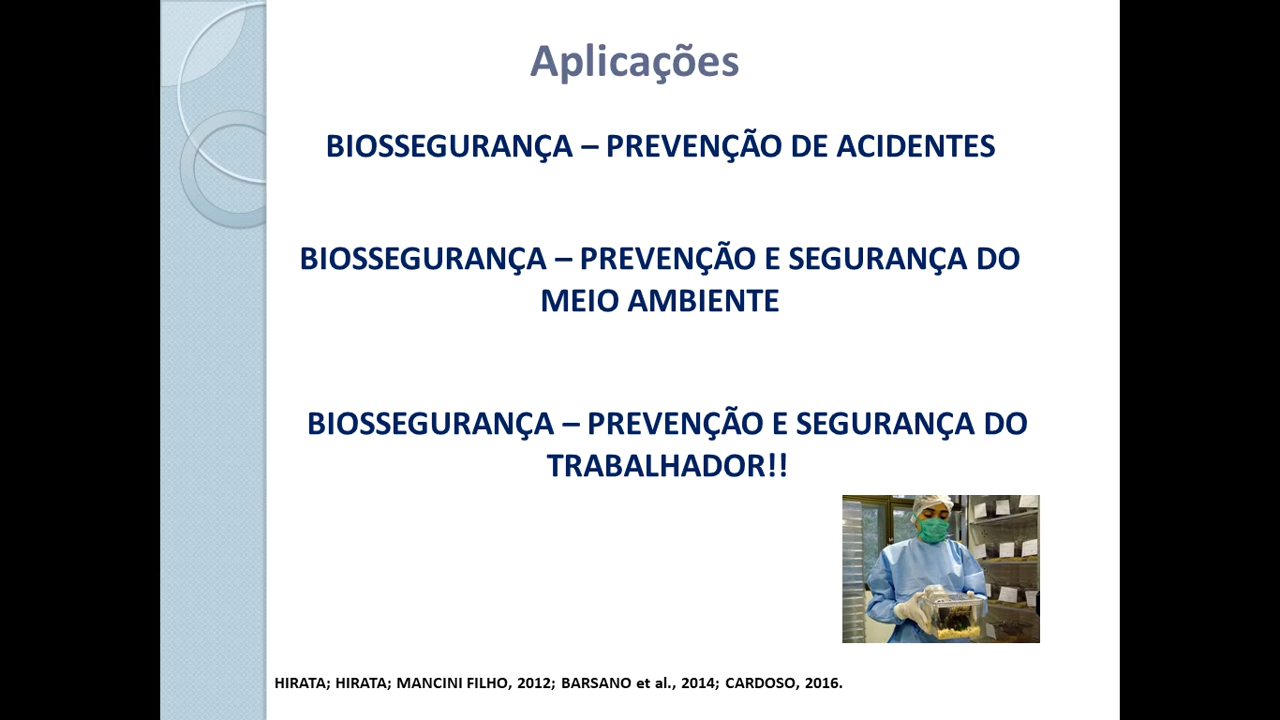 Aplicações
BIOSSEGURANÇA – PREVENÇÃO DE ACIDENTES
BIOSSEGURANÇA – PREVENÇÃO E SEGURANÇA DO
MEIO AMBIENTE
BIOSSEGURANÇA – PREVENÇÃO E SEGURANÇA DO
TRABALHADOR!!
HIRATA; HIRATA; MANCINI FILHO, 2012; BARSANO et al., 2014; CARDOSO, 2016.